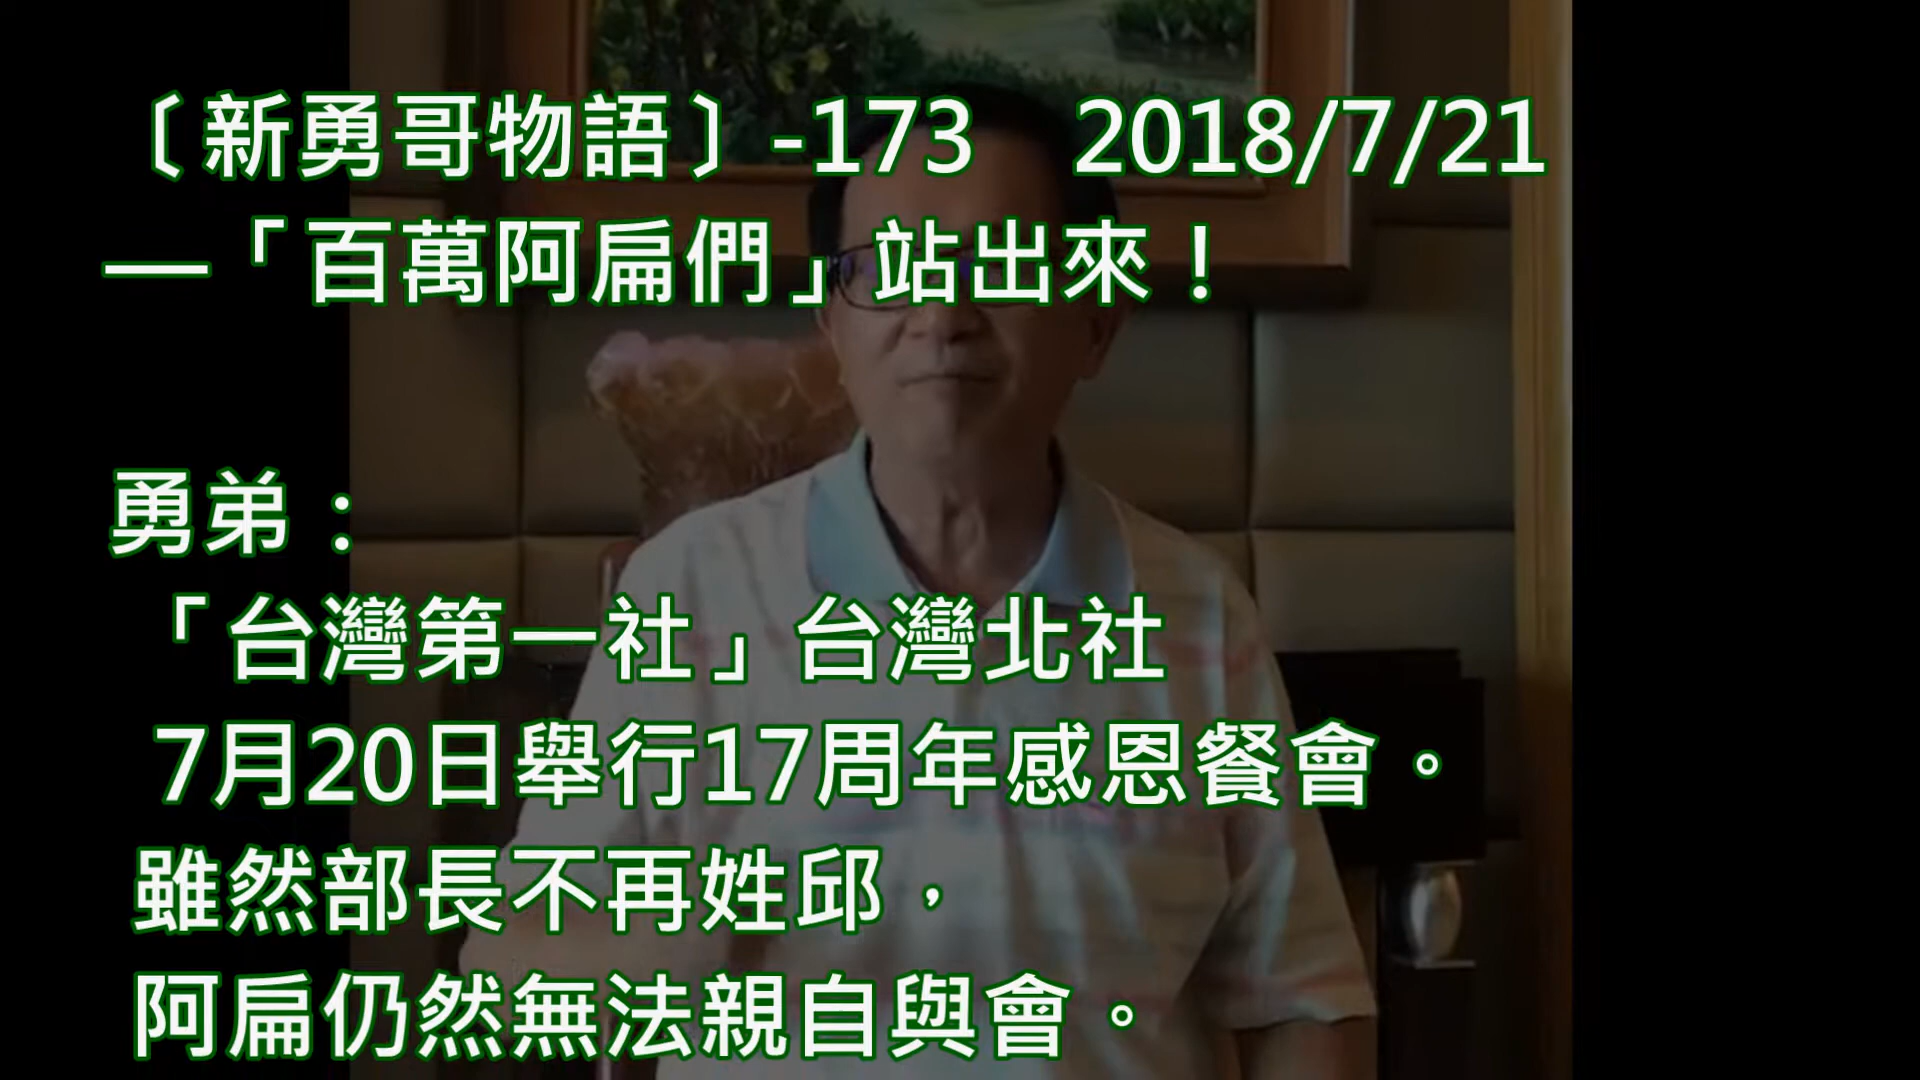 〔新勇哥物語〕-173　2018/7/21
—「百萬阿扁們」站出來！
勇弟：
「台灣第一社」台灣北社
7月20日舉行17周年感恩餐會。
雖然部長不再姓邱，
阿扁仍然無法親自與會。